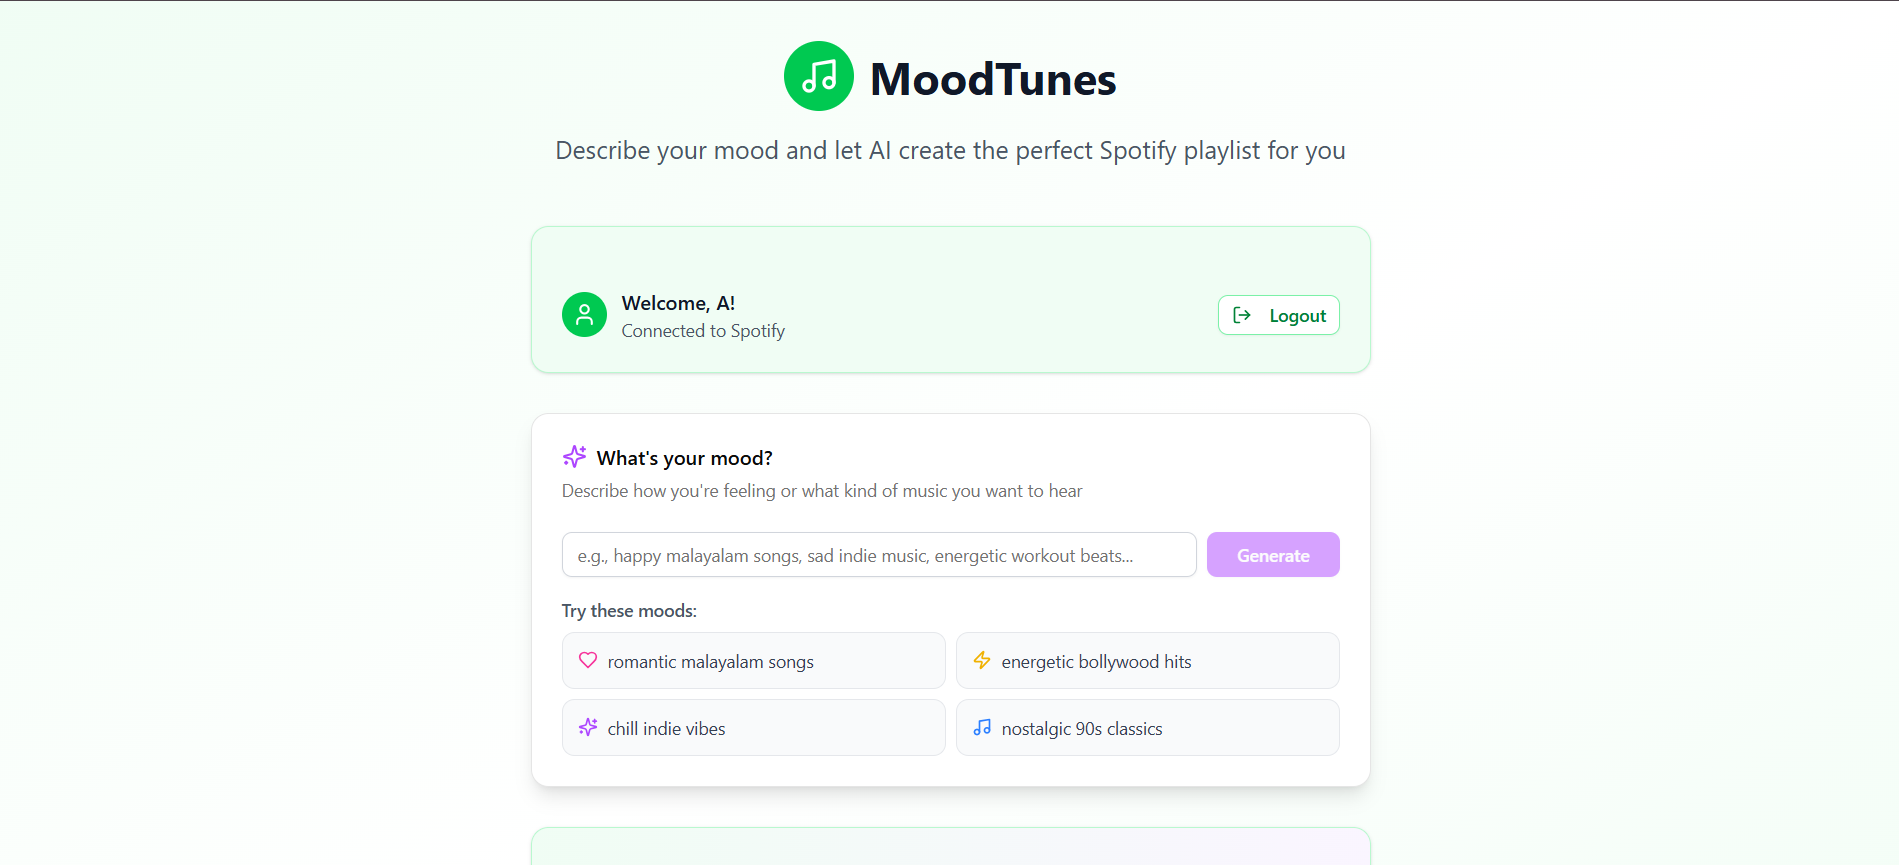 MoodTunes
Describe your mood and let AI create the perfect Spotify playlist for you
Welcome, A!
Connected to Spotify
Logout
What's your mood?
Describe how you're feeling or what kind of music you want to hear
e.g., happy malayalam songs, sad indie music, energetic workout beats...
Generate
Try these moods:
romantic malayalam songs
energetic bollywood hits
chill indie vibes
nostalgic 90s classics